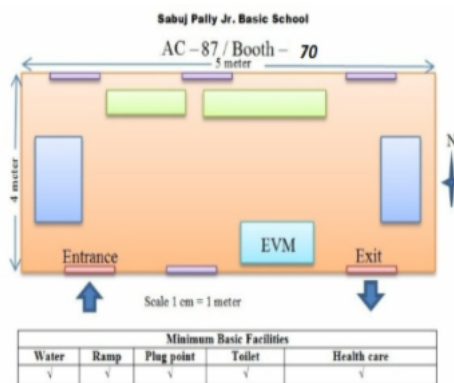 Sabuj Pally Jr. Basic School
AC – 87 / Booth – 70
5 meter
4 meter
N
EVM
Entrance
Exit
Scale 1 cm = 1 meter
Minimum Basic Facilities
Water Ramp Plug point Toilet Health care
√ √ √ √ √